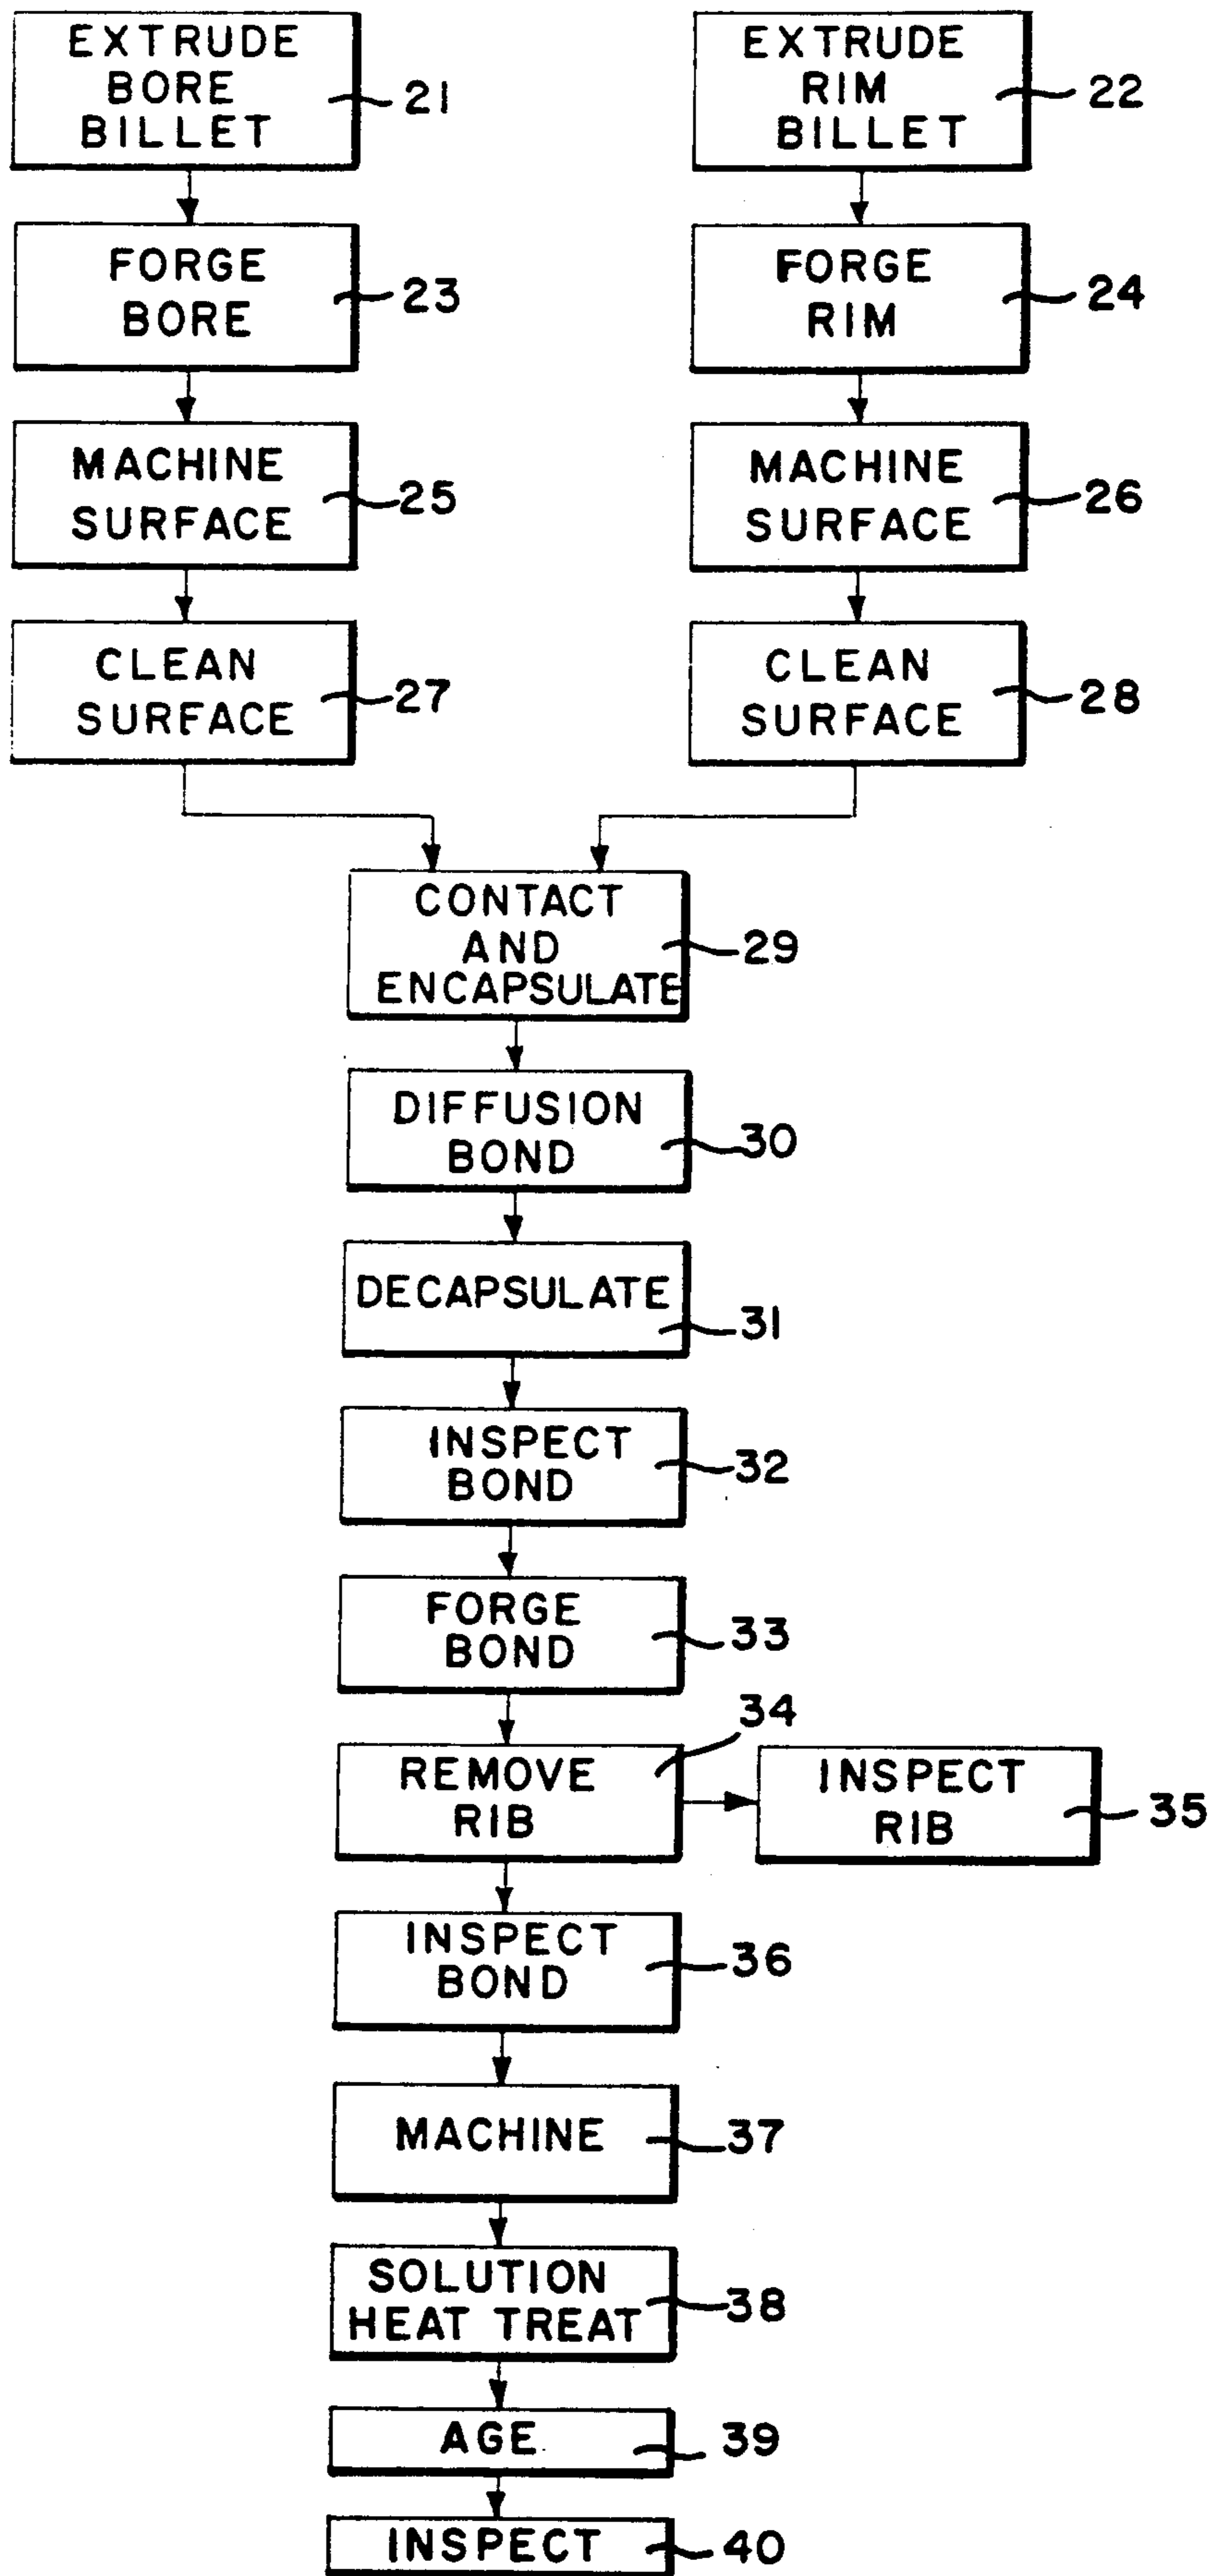 EXTRUDE
BORE
BILLET
21
EXTRUDE
RIM
BILLET
22
FORGE
BORE
23
FORGE
RIM
24
MACHINE
SURFACE
25
MACHINE
SURFACE
26
CLEAN
SURFACE
27
CLEAN
SURFACE
28
CONTACT
AND
ENCAPSULATE
29
DIFFUSION
BOND
30
DECAPSULATE
31
INSPECT
BOND
32
FORGE
BOND
33
REMOVE
RIB
34
INSPECT
RIB
35
INSPECT
BOND
36
MACHINE
37
SOLUTION
HEAT TREAT
38
AGE
39
INSPECT
40